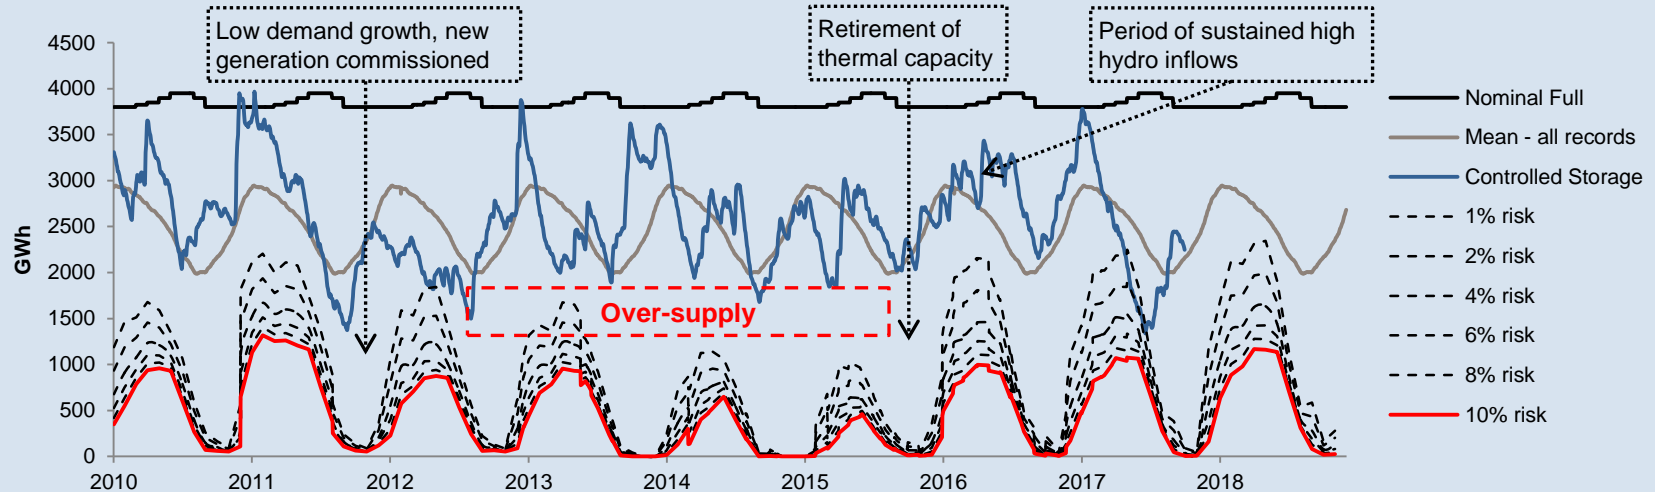 Low demand growth, new
generation commissioned
Retirement of
thermal capacity
Period of sustained high
hydro inflows
4500
4000
3500
3000
2500
2000
1500
1000
500
0
GWh
Over-supply
2010
2011
2012
2013
2014
2015
2016
2017
2018
Nominal Full
Mean - all records
Controlled Storage
1% risk
2% risk
4% risk
6% risk
8% risk
10% risk